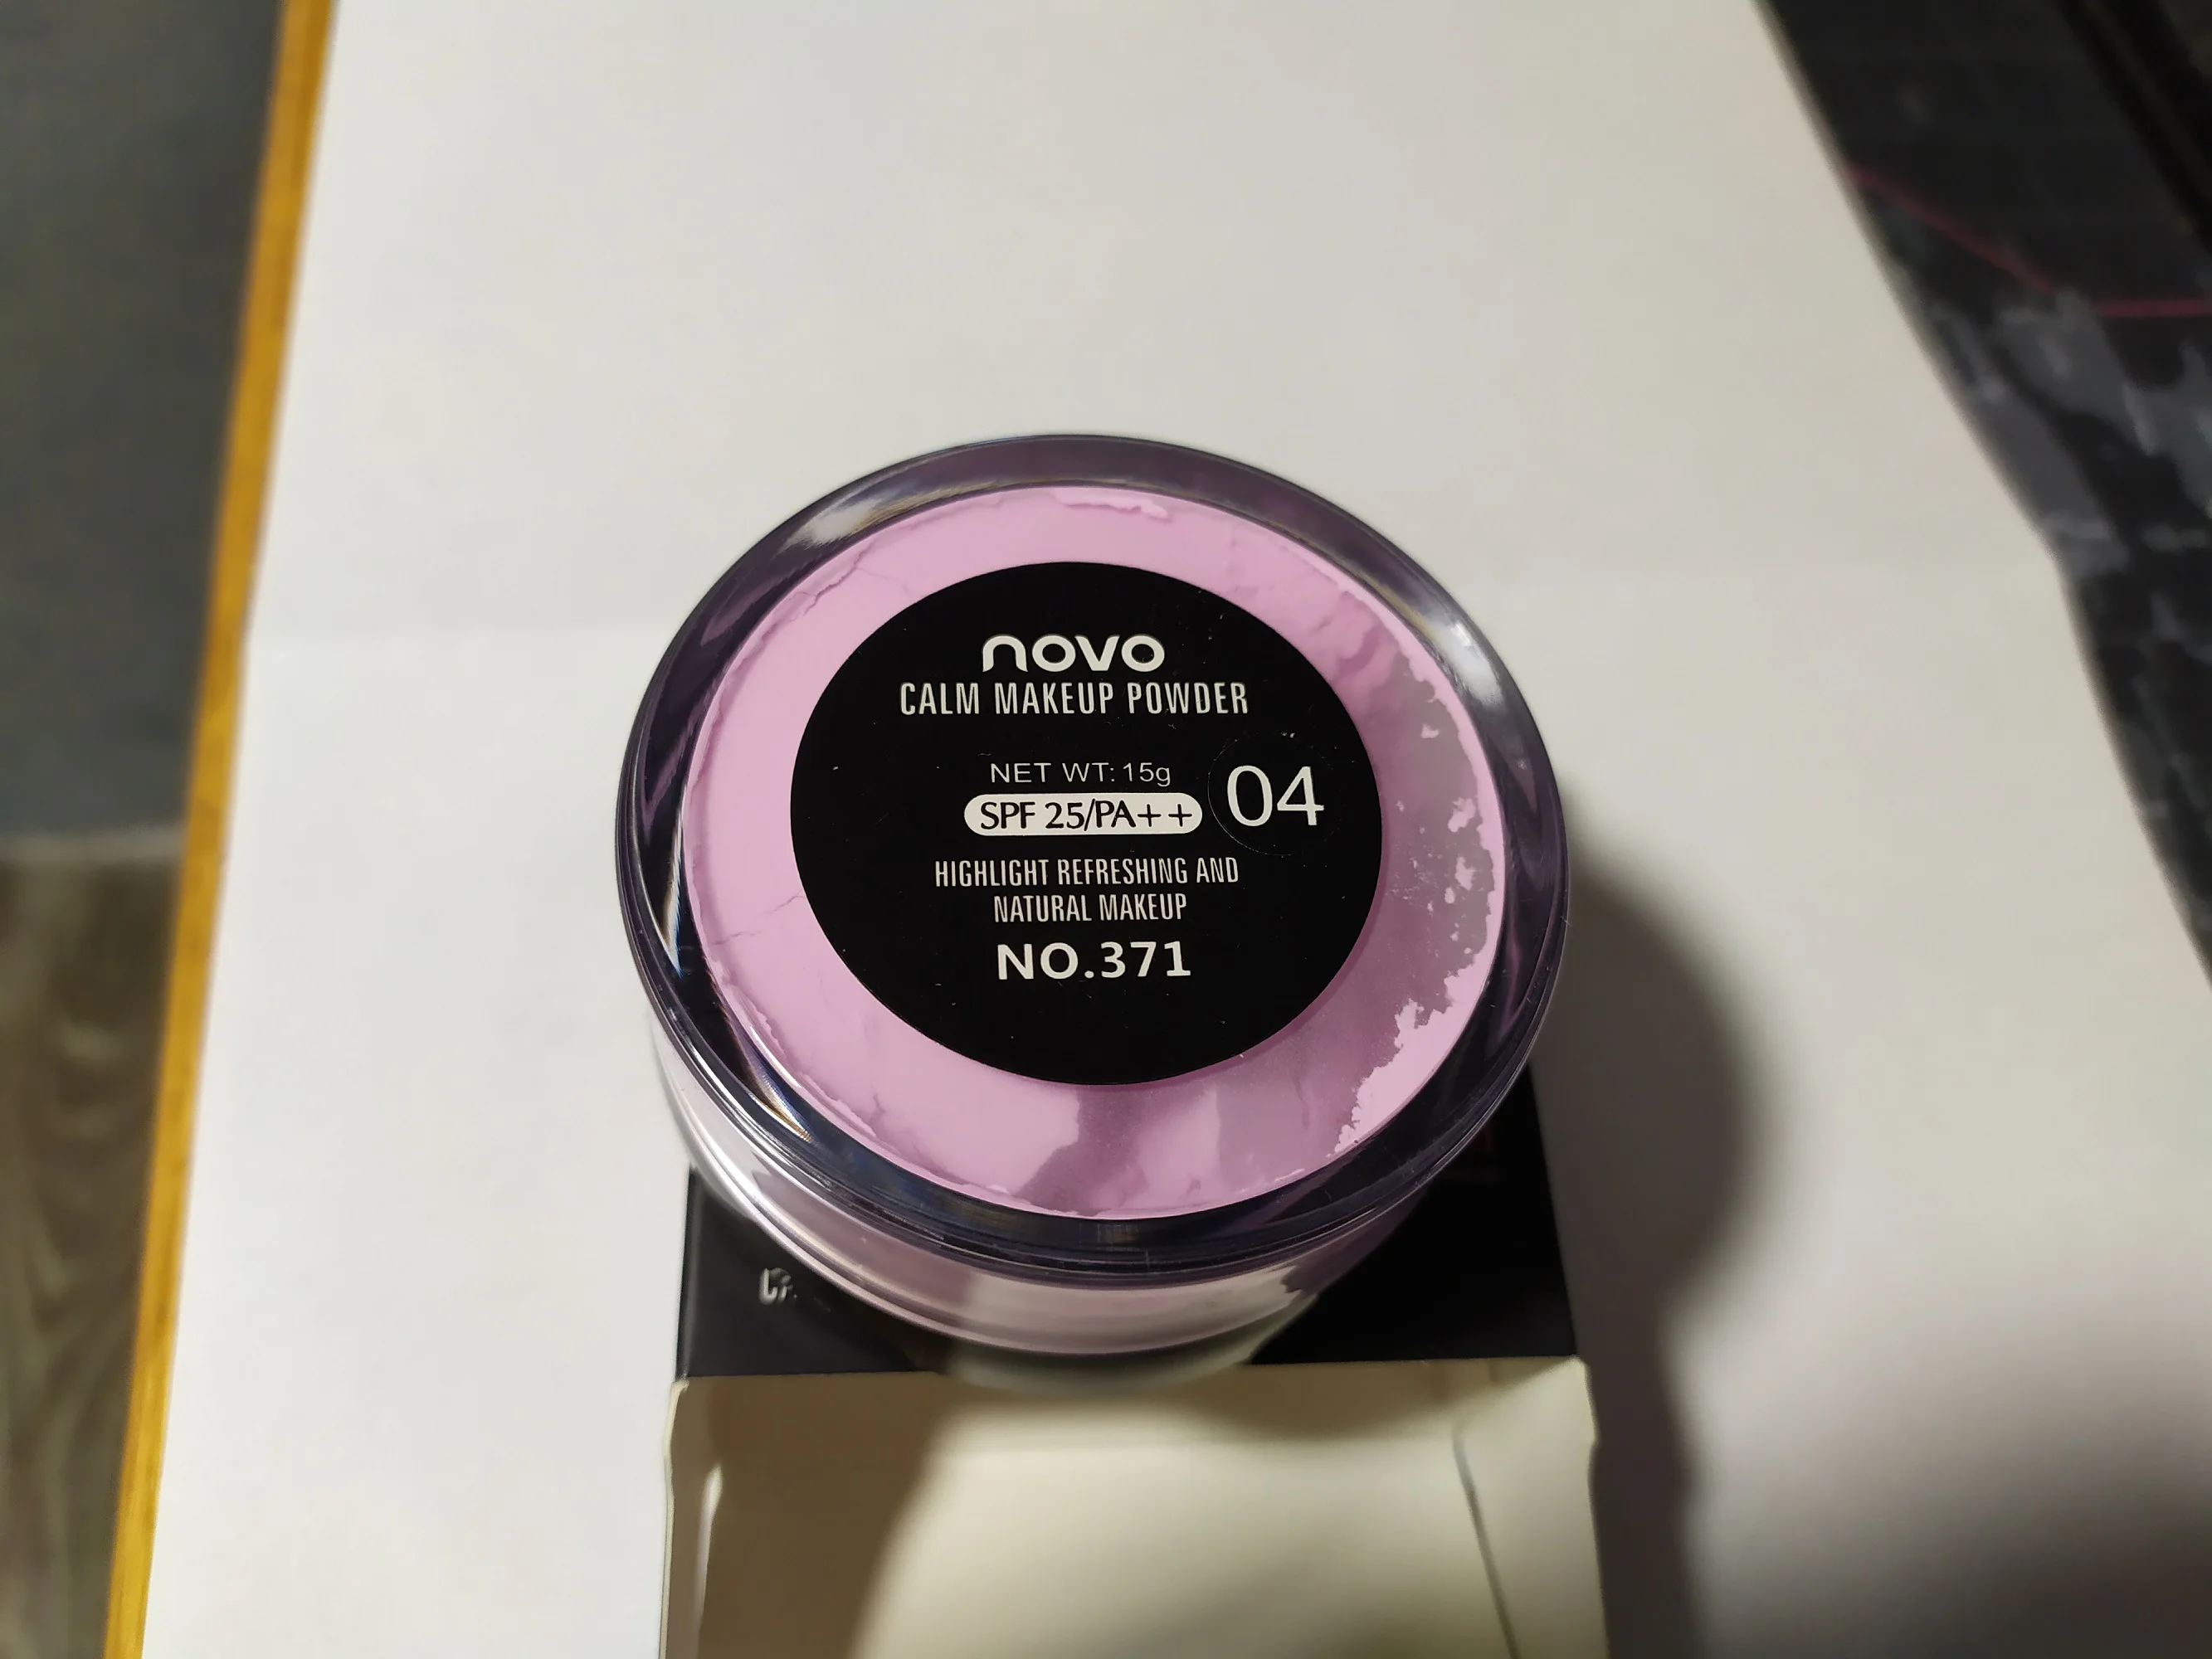 novo
CALM MAKEUP POWDER
NET WT: 15g
SPF 25/PA++
04
HIGHLIGHT REFRESHING AND
NATURAL MAKEUP
NO.371